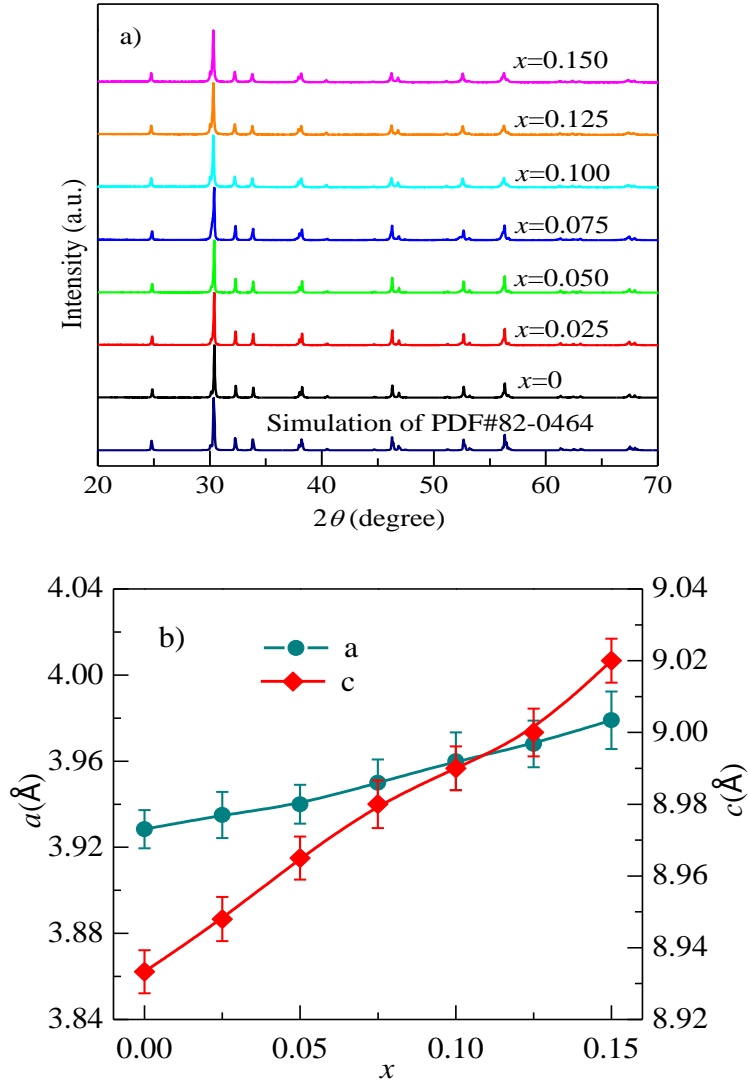 a)
x=0.150
x=0.125
x=0.100
x=0.075
x=0.050
x=0.025
x=0
Simulation of PDF#82-0464
Intensity (a.u.)
20 30 40 50 60 70
2θ (degree)
b)
a
c
4.04
4.00
3.96
3.92
3.88
3.84
a(Å)
9.04
9.02
9.00
8.98
8.96
8.94
8.92
c(Å)
0.00 0.05 0.10 0.15
x